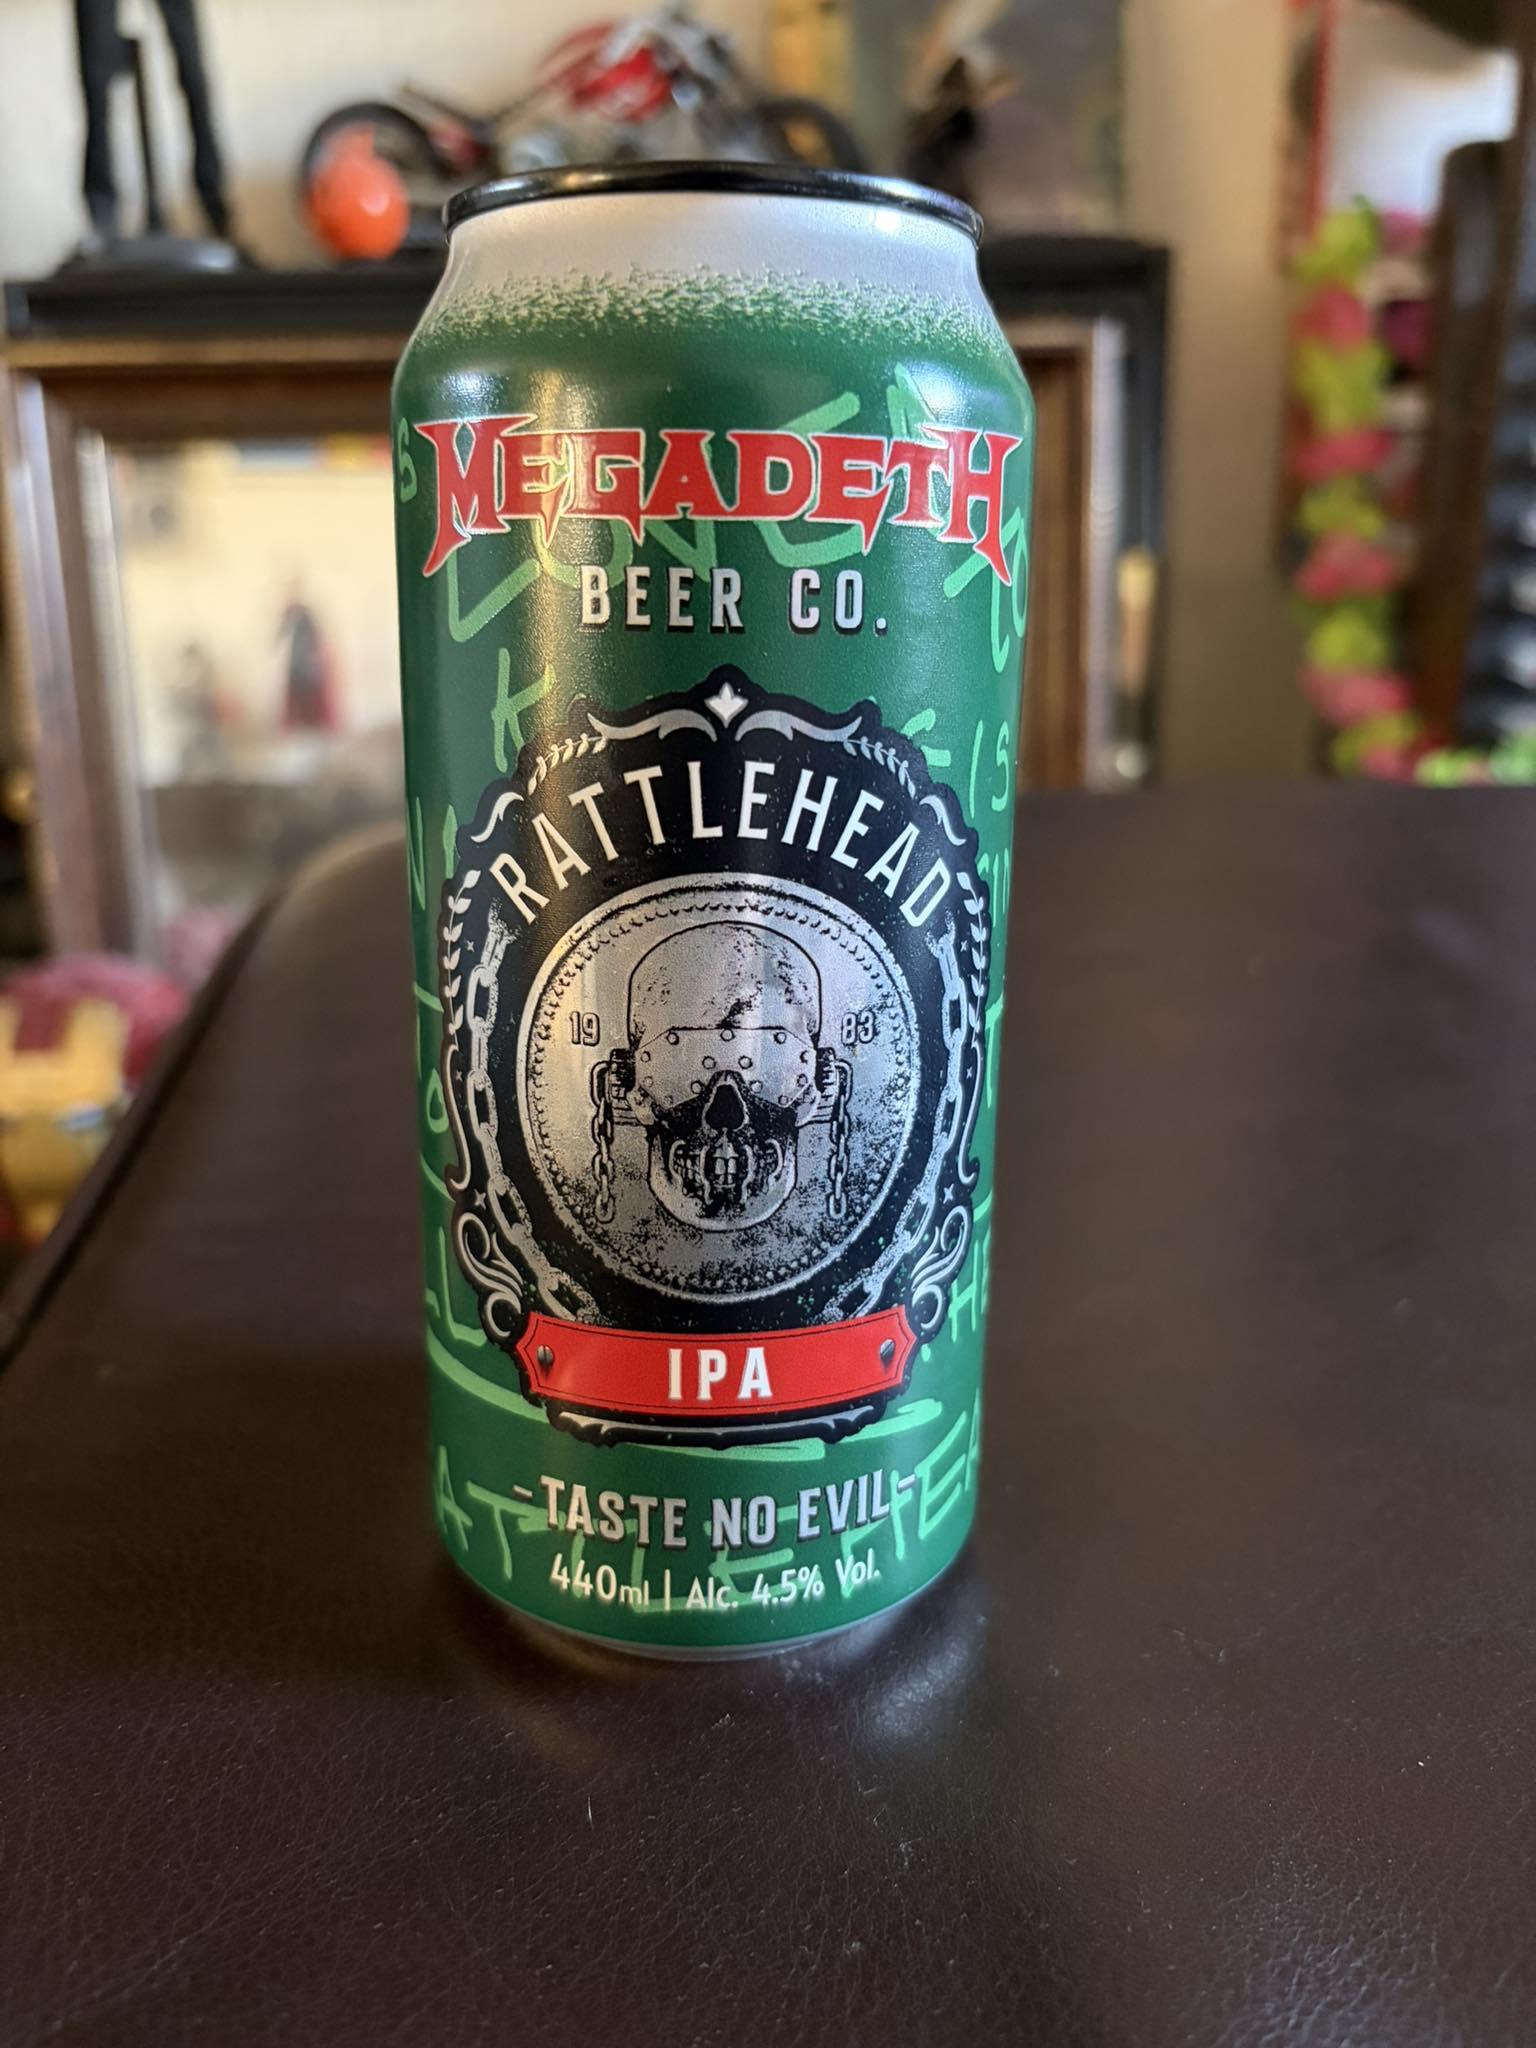 MEGADETH
BEER CO.
RATTLEHEAD
19 83
IPA
-TASTE NO EVIL-
440ml | Alc. 4.5% Vol.